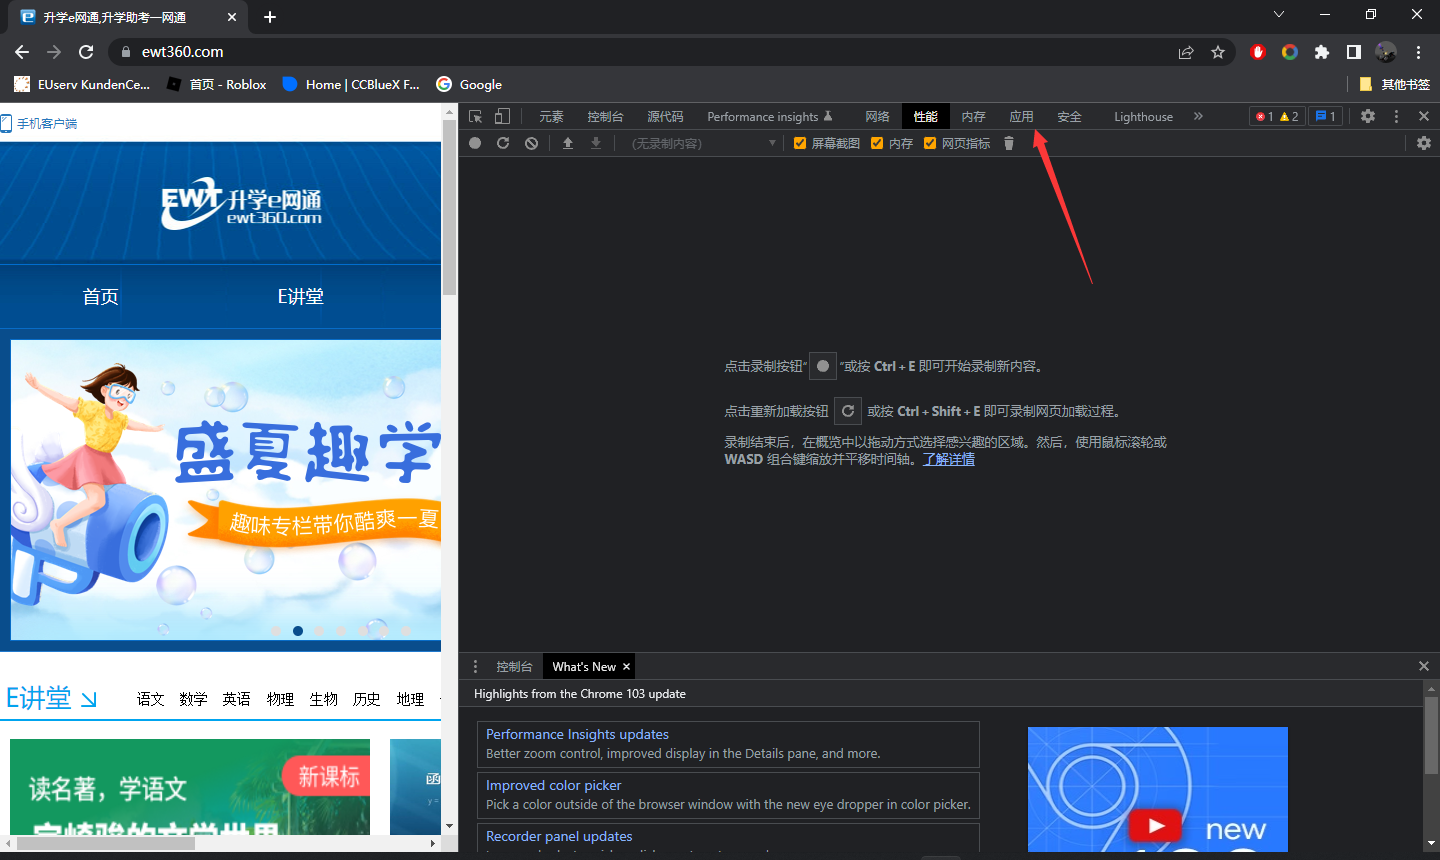 升学e网通,升学助考一网通
ewt360.com
EUserv KundenCe...
首页 - Roblox
Home | CCBlueX F...
Google
其他书签
手机客户端
EWT 升学e网通
ewt360.com
首页
E讲堂
盛夏趣学
趣味专栏带你酷爽一夏
E讲堂
语文 数学 英语 物理 生物 历史 地理
读名著，学语文
新课标
函
y =
元素 控制台 源代码 Performance insights 网络 性能 内存 应用 安全 Lighthouse
1 2 1
(无录制内容)
屏幕截图 内存 网页指标
点击录制按钮“ ”或按 Ctrl + E 即可开始录制新内容。
点击重新加载按钮 或按 Ctrl + Shift + E 即可录制网页加载过程。
录制结束后，在概览中以拖动方式选择感兴趣的区域。然后，使用鼠标滚轮或
WASD 组合键缩放并平移时间轴。了解详情
控制台 What's New
Highlights from the Chrome 103 update
Performance Insights updates
Better zoom control, improved display in the Details pane, and more.
Improved color picker
Pick a color outside of the browser window with the new eye dropper in color picker.
Recorder panel updates
new